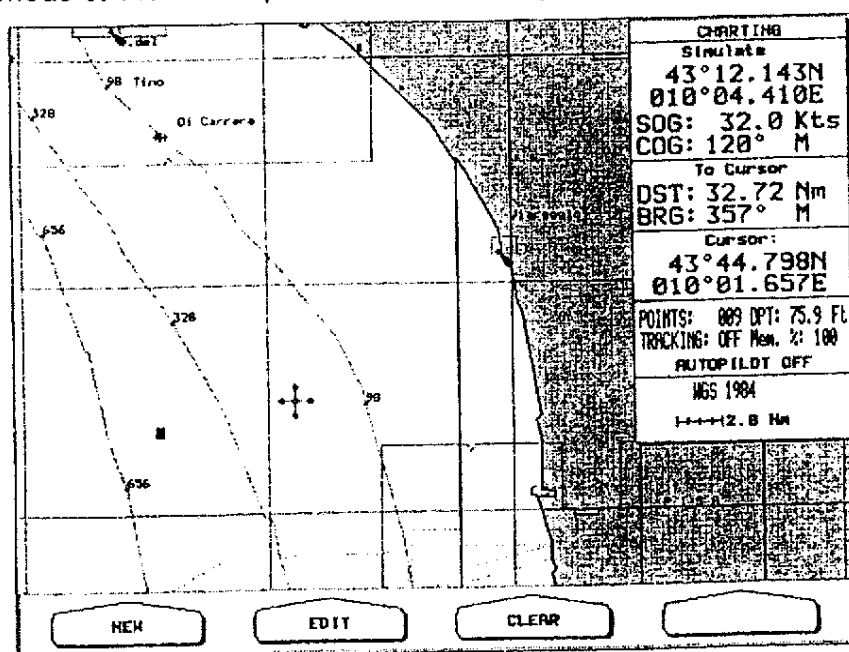 CHARTING
Simulate
43°12.143N
010°04.410E
SOG: 32.0 Kts
COG: 120° M
To Cursor
DST: 32.72 Nm
BRG: 357° M
Cursor:
43°44.798N
010°01.657E
POINTS: 009 DPT: 75.9 Ft
TRACKING: OFF Mem. %: 100
AUTOPILOT OFF
WGS 1984
2.8 Nm
98 Tino
328
Di Carrara
656
328
98
656
NEW
EDIT
CLEAR